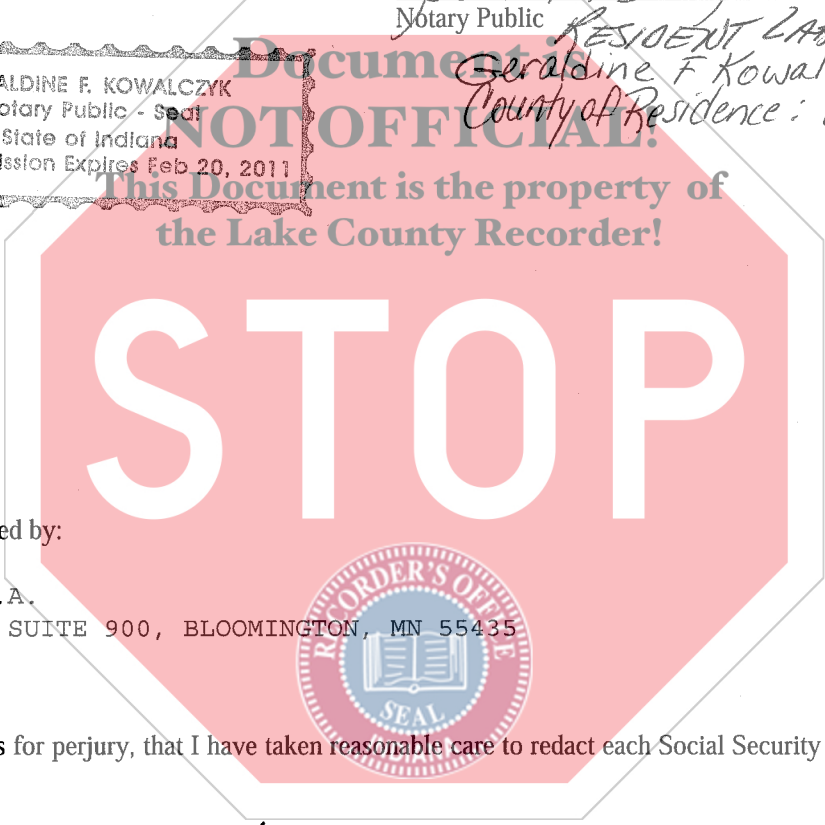 Notary Public
RESIDENT LA
Geraldine F Kowal
County of Residence:
ALDINE F. KOWALCZYK
otary Public - Seal
State of Indiana
ission Expires Feb 20, 2011
Document is
NOT OFFICIAL!
This Document is the property of
the Lake County Recorder!
STOP
ed by:
.A.
SUITE 900, BLOOMINGTON, MN 55435
RECORDER'S OFFICE
SEAL
INDIANA
s for perjury, that I have taken reasonable care to redact each Social Security